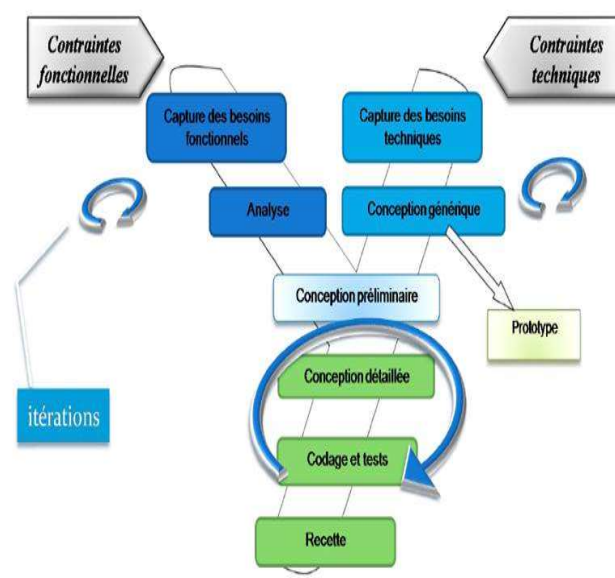 Contraintes
fonctionnelles
Contraintes
techniques
Capture des besoins
fonctionnels
Capture des besoins
techniques
Analyse
Conception générique
Conception préliminaire
Prototype
Conception détaillée
itérations
Codage et tests
Recette